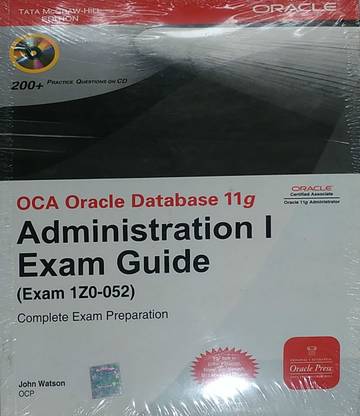 TATA McGRAW-HILL
EDITION
ORACLE
200+ PRACTICE QUESTIONS ON CD
OCA Oracle Database 11g
ORACLE
Certified Associate
Oracle 11g Administrator
Administration I
Exam Guide
(Exam 1Z0-052)
Complete Exam Preparation
John Watson
OCP
Oracle Press